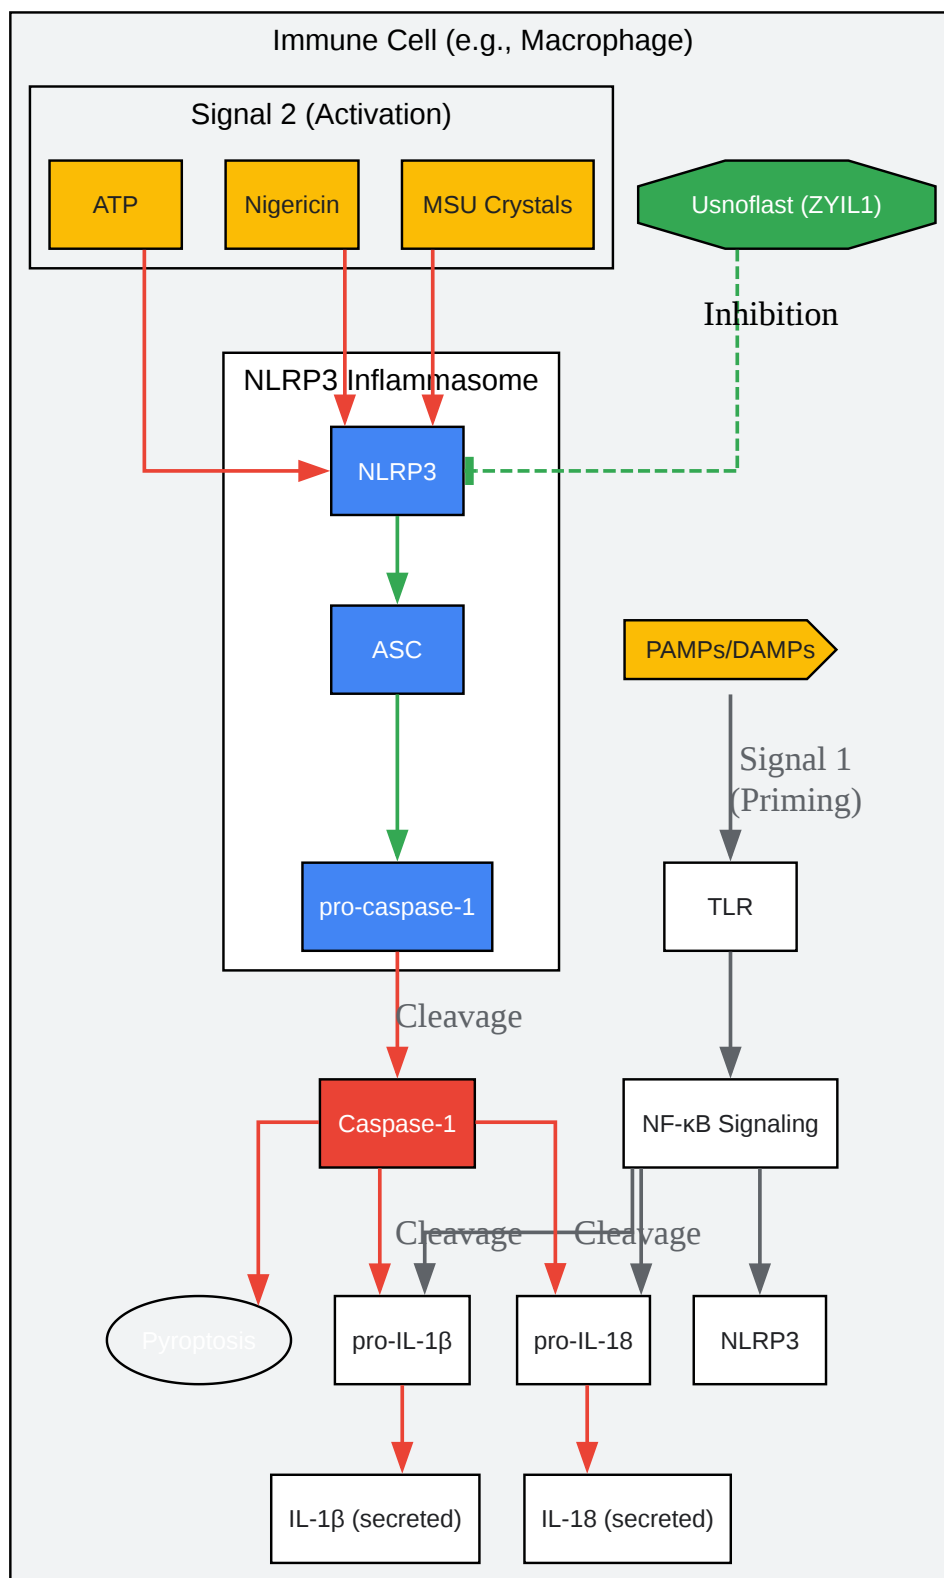 Immune Cell (e.g., Macrophage)
Signal 2 (Activation)
ATP
Nigericin
MSU Crystals
Usnoflast (ZYIL1)
Inhibition
NLRP3 Inflammasome
NLRP3
ASC
PAMPs/DAMPs
Signal 1
(Priming)
pro-caspase-1
TLR
Cleavage
Caspase-1
NF-κB Signaling
Cleavage
Cleavage
Pyroptosis
pro-IL-1β
pro-IL-18
NLRP3
IL-1β (secreted)
IL-18 (secreted)